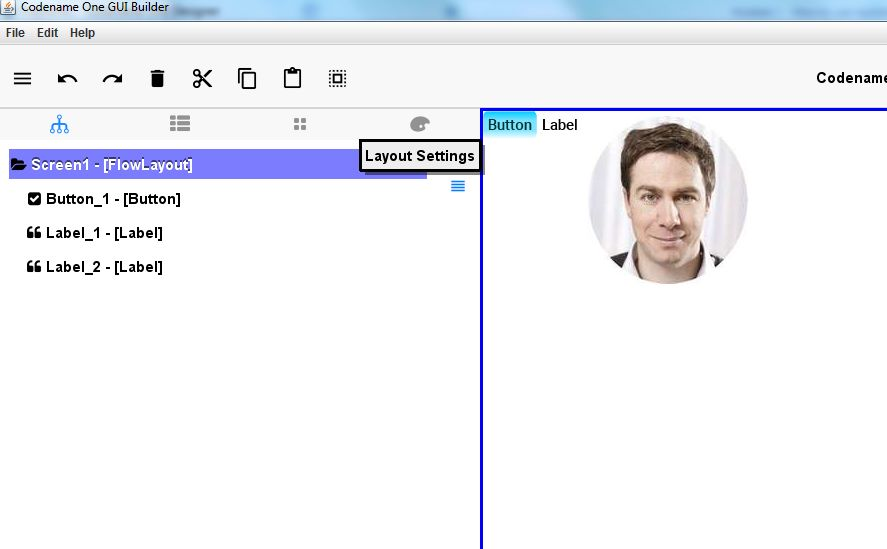 Codename One GUI Builder
File Edit Help
Codename
Button Label
Layout Settings
Screen1 - [FlowLayout]
Button_1 - [Button]
Label_1 - [Label]
Label_2 - [Label]